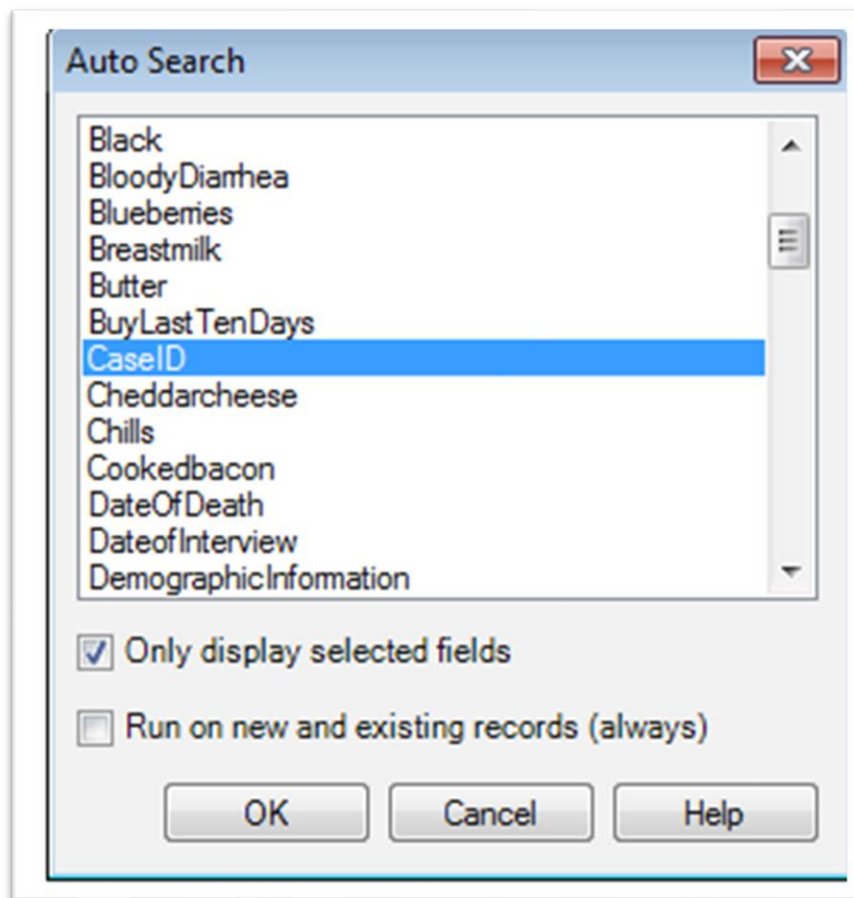 Auto Search
Black
BloodyDiarrhea
Blueberries
Breastmilk
Butter
BuyLastTenDays
CaseID
Cheddarcheese
Chills
Cookedbacon
DateOfDeath
DateofInterview
DemographicInformation
Only display selected fields
Run on new and existing records (always)
OK Cancel Help